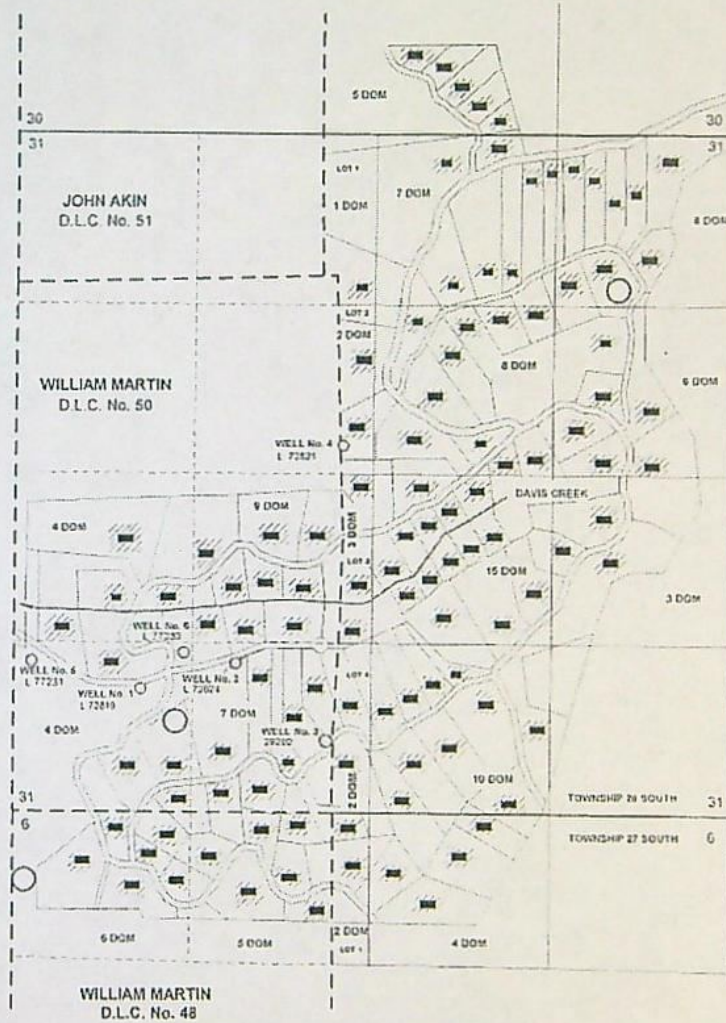 5 DOM
30
30
31
31
LOT 1
7 DOM
JOHN AKIN
D.L.C. No. 51
1 DOM
8 DOM
LOT 2
2 DOM
8 DOM
WILLIAM MARTIN
D.L.C. No. 50
6 DOM
WELL No. 4
DAVIS CREEK
9 DOM
4 DOM
3 DOM
LOT 3
15 DOM
3 DOM
WELL No. 6
L 77233
WELL No. 5
L 77231
WELL No. 1
L 72819
WELL No. 2
L 72624
LOT 4
4 DOM
7 DOM
WELL No. 3
10 DOM
2 DOM
31
TOWNSHIP 26 SOUTH
31
6
TOWNSHIP 27 SOUTH
6
6 DOM
5 DOM
2 DOM
LOT 1
4 DOM
WILLIAM MARTIN
D.L.C. No. 48